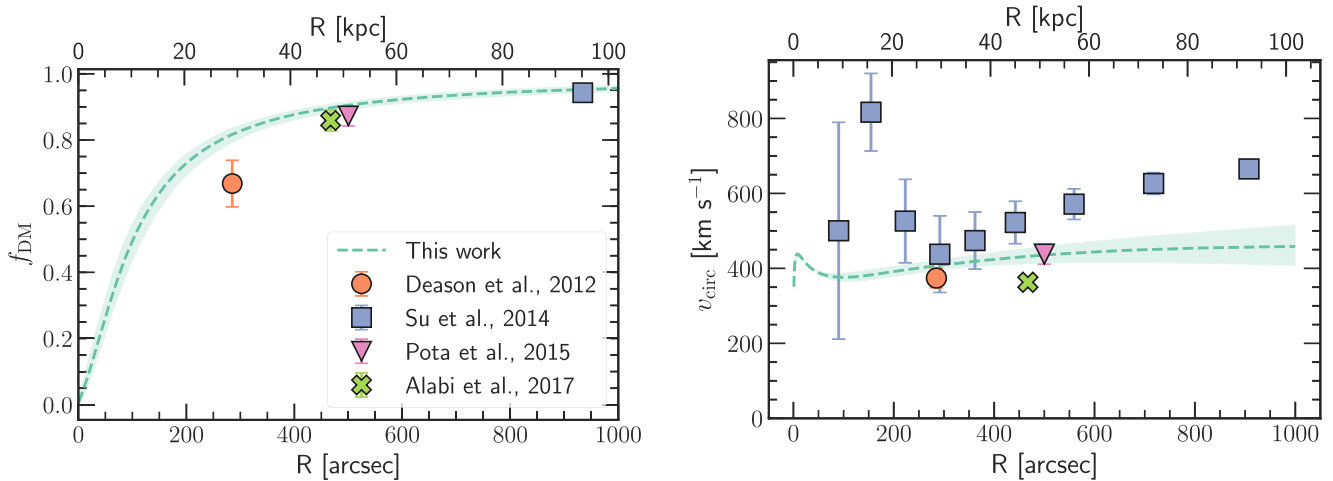 R [kpc]
0 20 40 60 80 100
1.0
0.8
0.6
0.4
0.2
0.0
f_DM
This work
Deason et al., 2012
Su et al., 2014
Pota et al., 2015
Alabi et al., 2017
0 200 400 600 800 1000
R [arcsec]
R [kpc]
0 20 40 60 80 100
800
600
400
200
0
v_circ [km s⁻¹]
0 200 400 600 800 1000
R [arcsec]